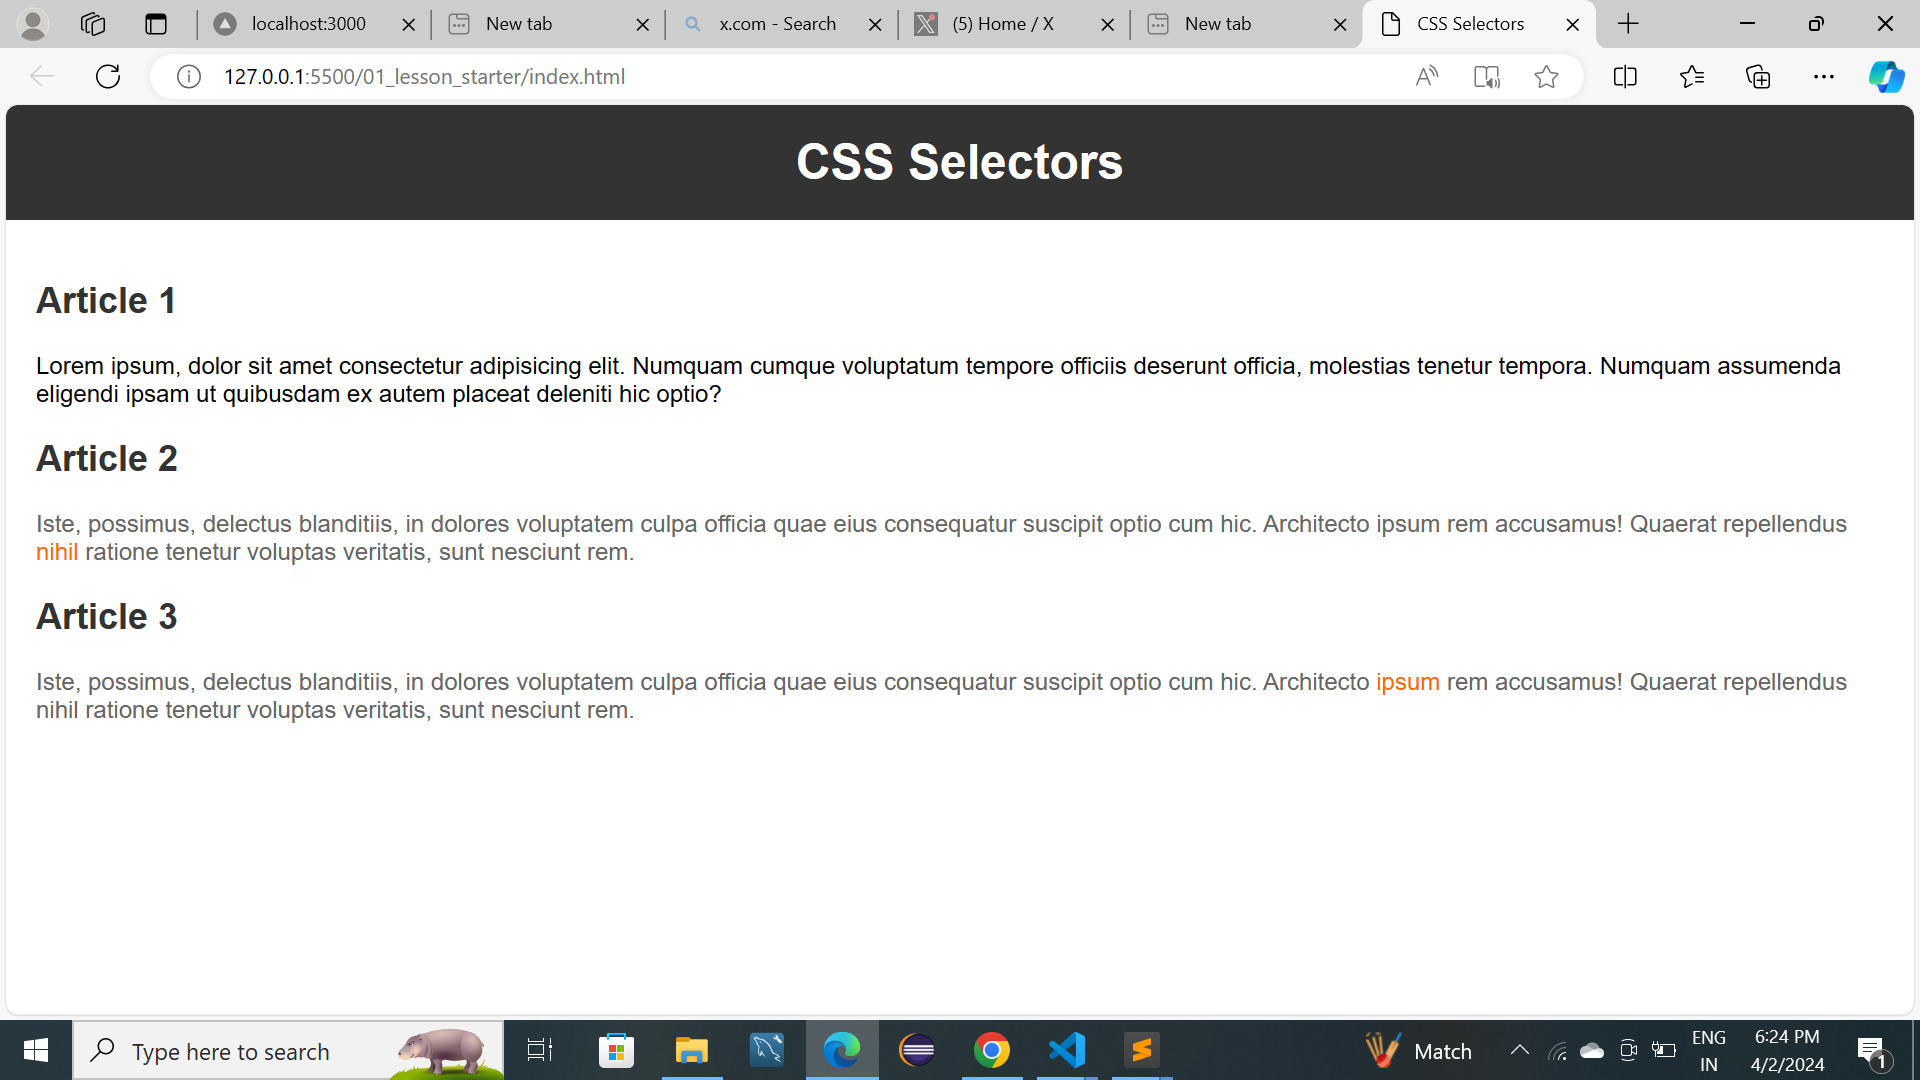 localhost:3000
New tab
x.com - Search
(5) Home / X
New tab
CSS Selectors
127.0.0.1:5500/01_lesson_starter/index.html
CSS Selectors
Article 1
Lorem ipsum, dolor sit amet consectetur adipisicing elit. Numquam cumque voluptatum tempore officiis deserunt officia, molestias tenetur tempora. Numquam assumenda
eligendi ipsam ut quibusdam ex autem placeat deleniti hic optio?
Article 2
Iste, possimus, delectus blanditiis, in dolores voluptatem culpa officia quae eius consequatur suscipit optio cum hic. Architecto ipsum rem accusamus! Quaerat repellendus
nihil ratione tenetur voluptas veritatis, sunt nesciunt rem.
Article 3
Iste, possimus, delectus blanditiis, in dolores voluptatem culpa officia quae eius consequatur suscipit optio cum hic. Architecto ipsum rem accusamus! Quaerat repellendus
nihil ratione tenetur voluptas veritatis, sunt nesciunt rem.
Type here to search
Match
ENG
IN
6:24 PM
4/2/2024
1